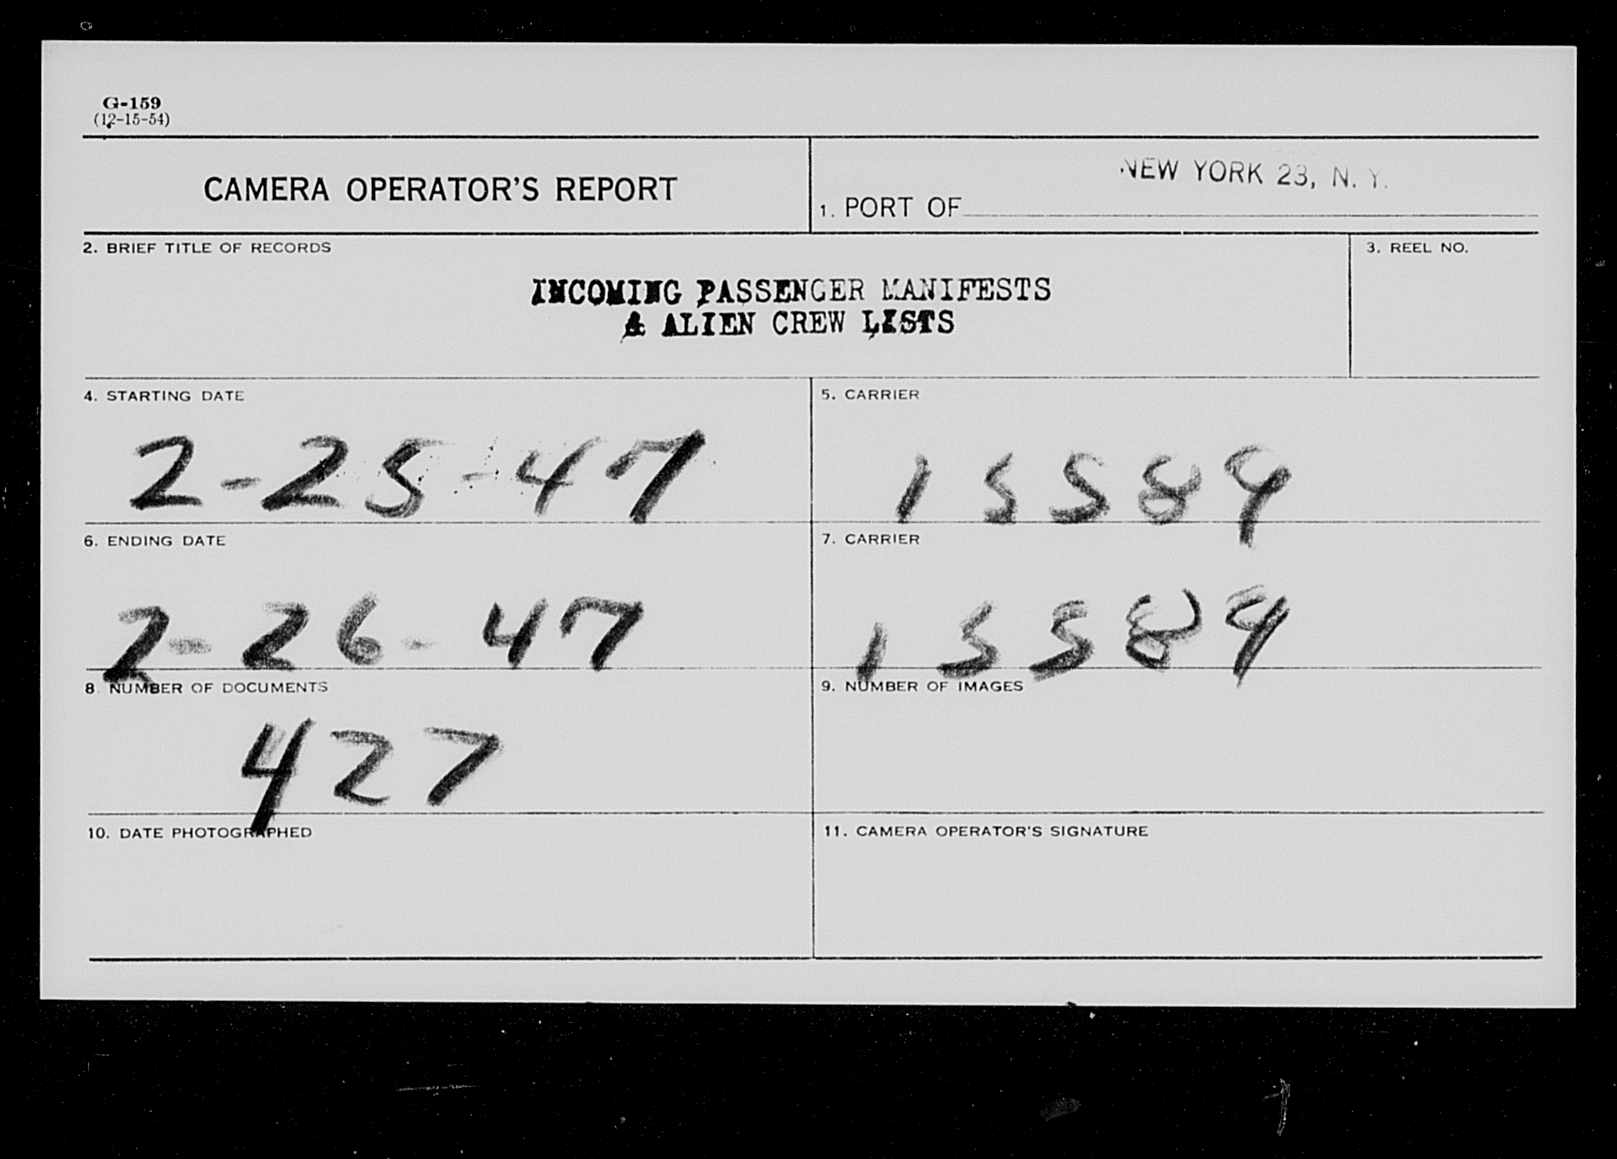 G-159
(12-15-54)
CAMERA OPERATOR'S REPORT
NEW YORK 23, N. Y.
1. PORT OF
2. BRIEF TITLE OF RECORDS
3. REEL NO.
INCOMING PASSENGER MANIFESTS
& ALIEN CREW LISTS
4. STARTING DATE
5. CARRIER
2-25-47
15589
6. ENDING DATE
7. CARRIER
2-26-47
15589
8. NUMBER OF DOCUMENTS
9. NUMBER OF IMAGES
427
10. DATE PHOTOGRAPHED
11. CAMERA OPERATOR'S SIGNATURE